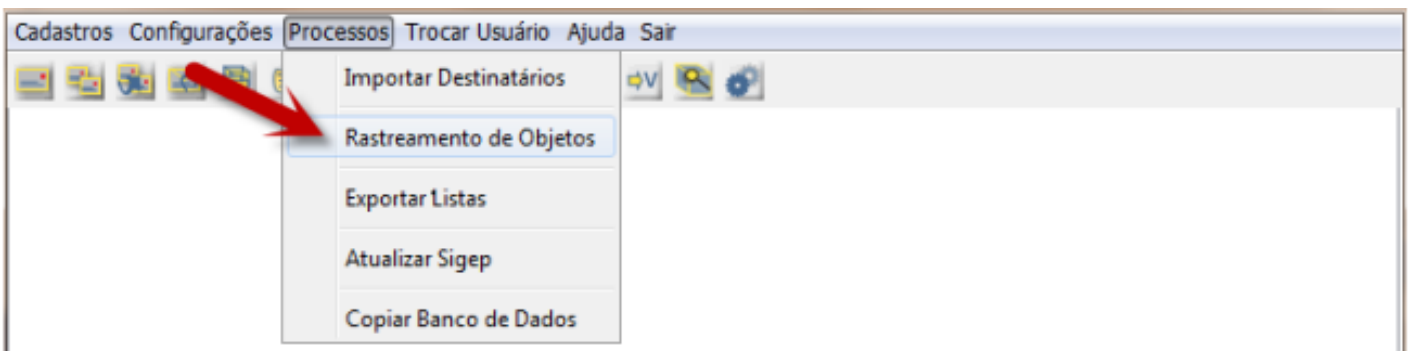 Cadastros Configurações Processos Trocar Usuário Ajuda Sair
Importar Destinatários
V
Rastreamento de Objetos
Exportar Listas
Atualizar Sigep
Copiar Banco de Dados